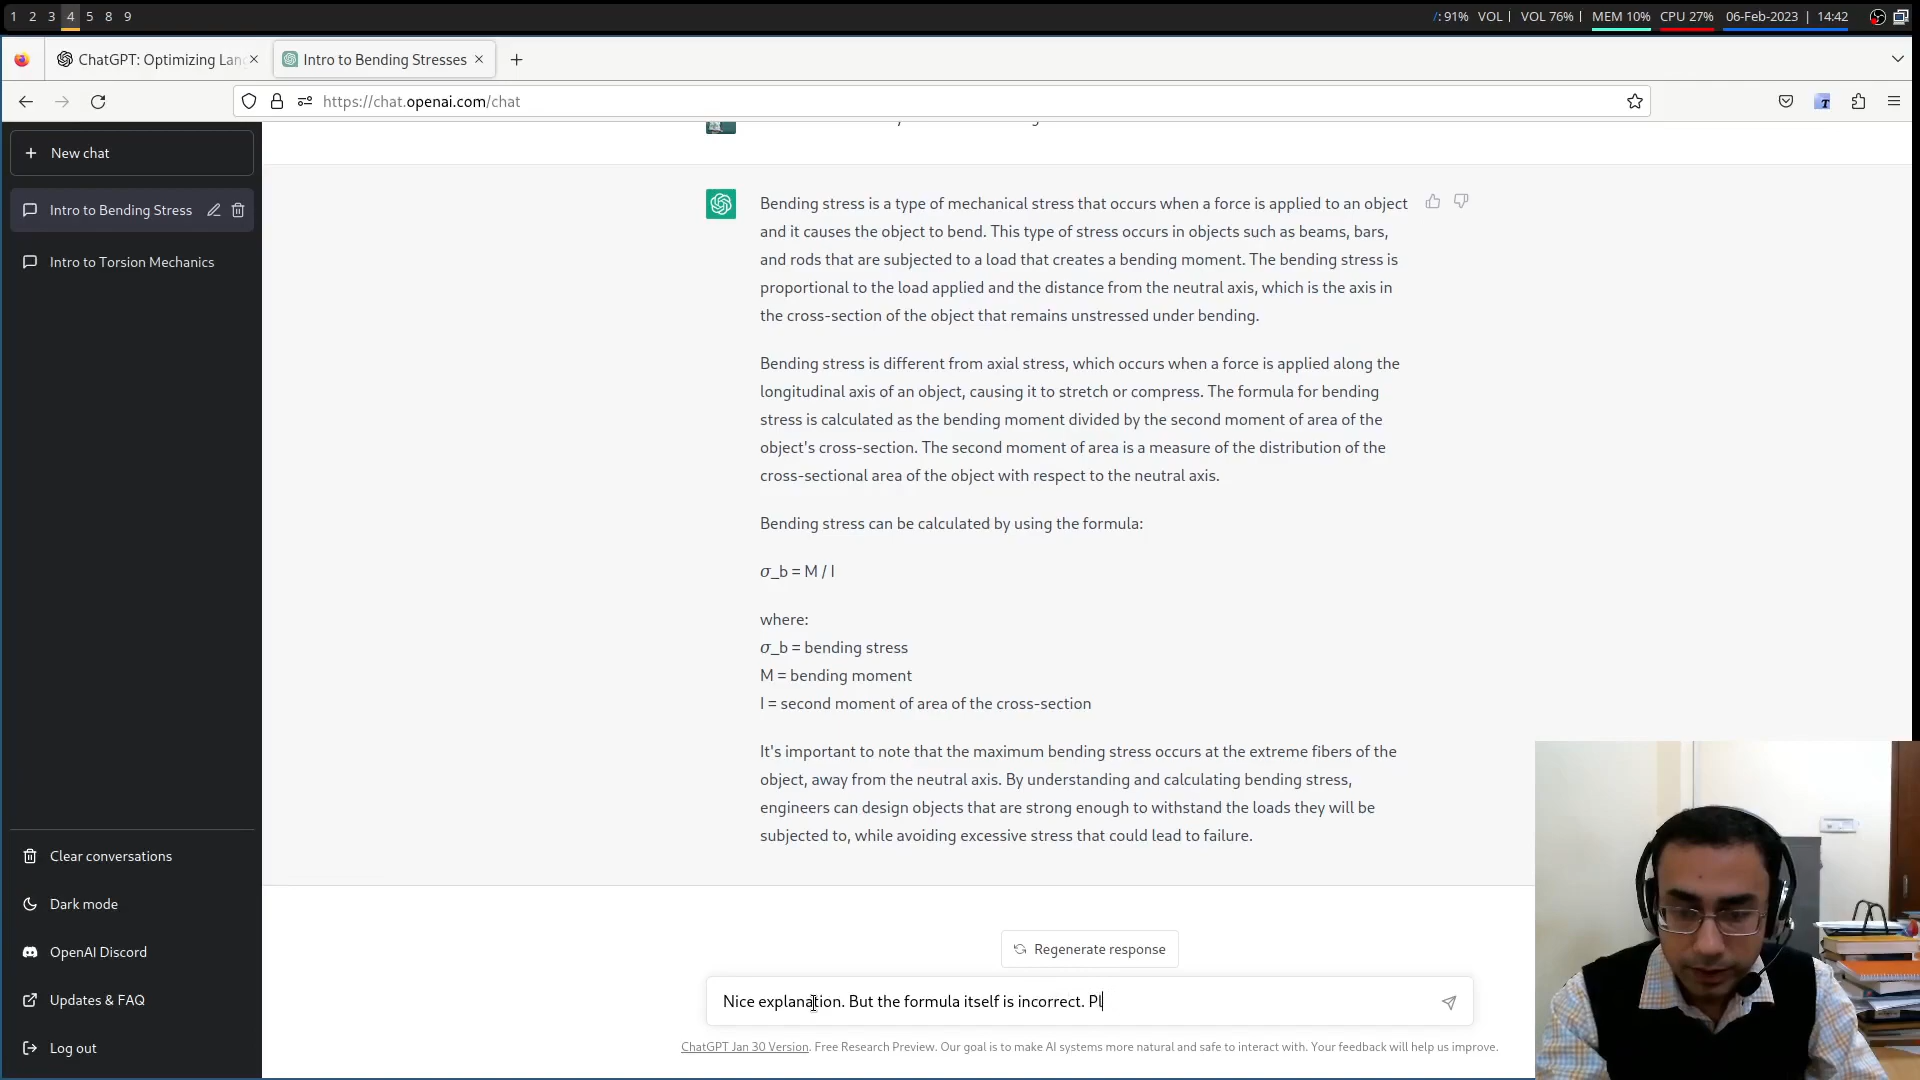 1 2 3 4 5 8 9
/: 91% VOL | VOL 76% | MEM 10% CPU 27% 06-Feb-2023 | 14:42
ChatGPT: Optimizing Lan
Intro to Bending Stresses
https://chat.openai.com/chat
New chat
Intro to Bending Stress
Intro to Torsion Mechanics
Clear conversations
Dark mode
OpenAI Discord
Updates & FAQ
Log out
Bending stress is a type of mechanical stress that occurs when a force is applied to an object
and it causes the object to bend. This type of stress occurs in objects such as beams, bars,
and rods that are subjected to a load that creates a bending moment. The bending stress is
proportional to the load applied and the distance from the neutral axis, which is the axis in
the cross-section of the object that remains unstressed under bending.
Bending stress is different from axial stress, which occurs when a force is applied along the
longitudinal axis of an object, causing it to stretch or compress. The formula for bending
stress is calculated as the bending moment divided by the second moment of area of the
object's cross-section. The second moment of area is a measure of the distribution of the
cross-sectional area of the object with respect to the neutral axis.
Bending stress can be calculated by using the formula:
σ_b = M / I
where:
σ_b = bending stress
M = bending moment
I = second moment of area of the cross-section
It's important to note that the maximum bending stress occurs at the extreme fibers of the
object, away from the neutral axis. By understanding and calculating bending stress,
engineers can design objects that are strong enough to withstand the loads they will be
subjected to, while avoiding excessive stress that could lead to failure.
Regenerate response
Nice explanation. But the formula itself is incorrect. Pl
ChatGPT Jan 30 Version. Free Research Preview. Our goal is to make AI systems more natural and safe to interact with. Your feedback will help us improve.